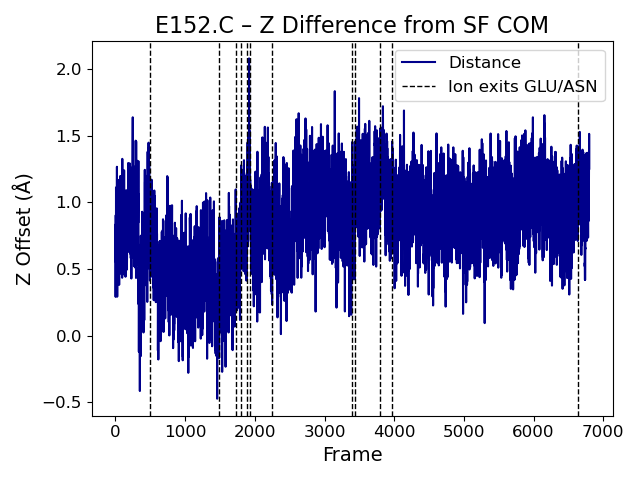 E152.C – Z Difference from SF COM
Distance
Ion exits GLU/ASN
Z Offset (Å)
2.0
1.5
1.0
0.5
0.0
−0.5
0 1000 2000 3000 4000 5000 6000 7000
Frame